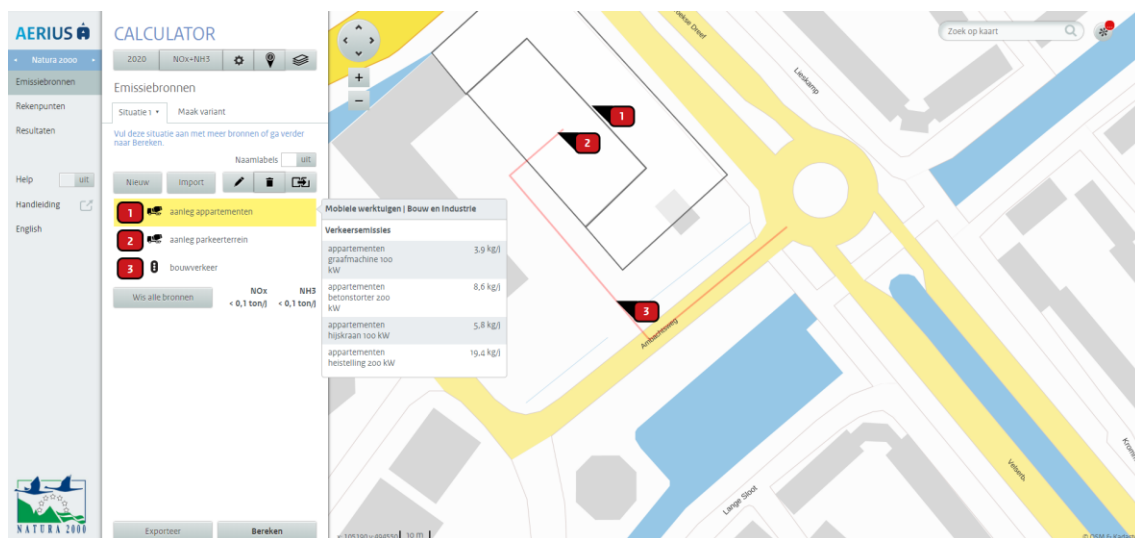 AERIUS
Natura 2000
Emissiebronnen
Rekenpunten
Resultaten
Help uit
Handleiding
English
NATURA 2000
CALCULATOR
2020 NOx+NH3
Emissiebronnen
Situatie 1 Maak variant
Vul deze situatie aan met meer bronnen of ga verder
naar Bereken.
Naamlabels uit
Nieuw Import
1 aanleg appartementen
2 aanleg parkeerterrein
3 bouwverkeer
Wis alle bronnen
NOx NH3
< 0,1 ton/j < 0,1 ton/j
Exporteer Bereken
Mobiele werktuigen | Bouw en Industrie
Verkeersemissies
appartementen 3,9 kg/j
graafmachine 100
kW
appartementen 8,6 kg/j
betonstorter 200
kW
appartementen 5,8 kg/j
hijskraan 100 kW
appartementen 19,4 kg/j
heistelling 200 kW
+
−
Zoek op kaart
oekse Dreef
Lieskamp
1
2
3
Ambachtsweg
Lange Sloot
Velserb.
10 m